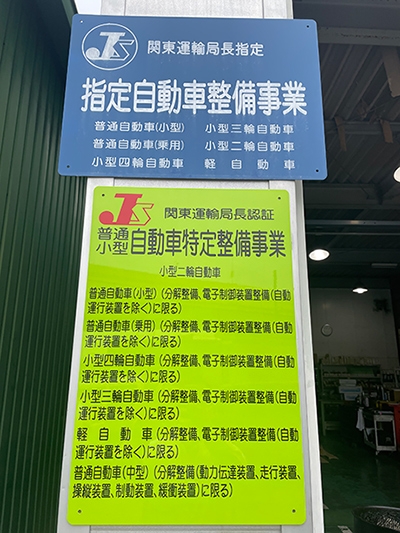 JS
関東運輸局長指定
指定自動車整備事業
普通自動車(小型) 小型三輪自動車
普通自動車(乗用) 小型二輪自動車
小型四輪自動車 軽自動車
JS
関東運輸局長認証
普通小型自動車特定整備事業
小型二輪自動車
普通自動車(小型)(分解整備、電子制御装置整備(自動
運行装置を除く)に限る)
普通自動車(乗用)(分解整備、電子制御装置整備(自動
運行装置を除く)に限る)
小型四輪自動車(分解整備、電子制御装置整備(自動
運行装置を除く)に限る)
小型三輪自動車(分解整備、電子制御装置整備(自動
運行装置を除く)に限る)
軽自動車(分解整備、電子制御装置整備(自動
運行装置を除く)に限る)
普通自動車(中型)(分解整備(動力伝達装置、走行装置、
操縦装置、制動装置、緩衝装置)に限る)